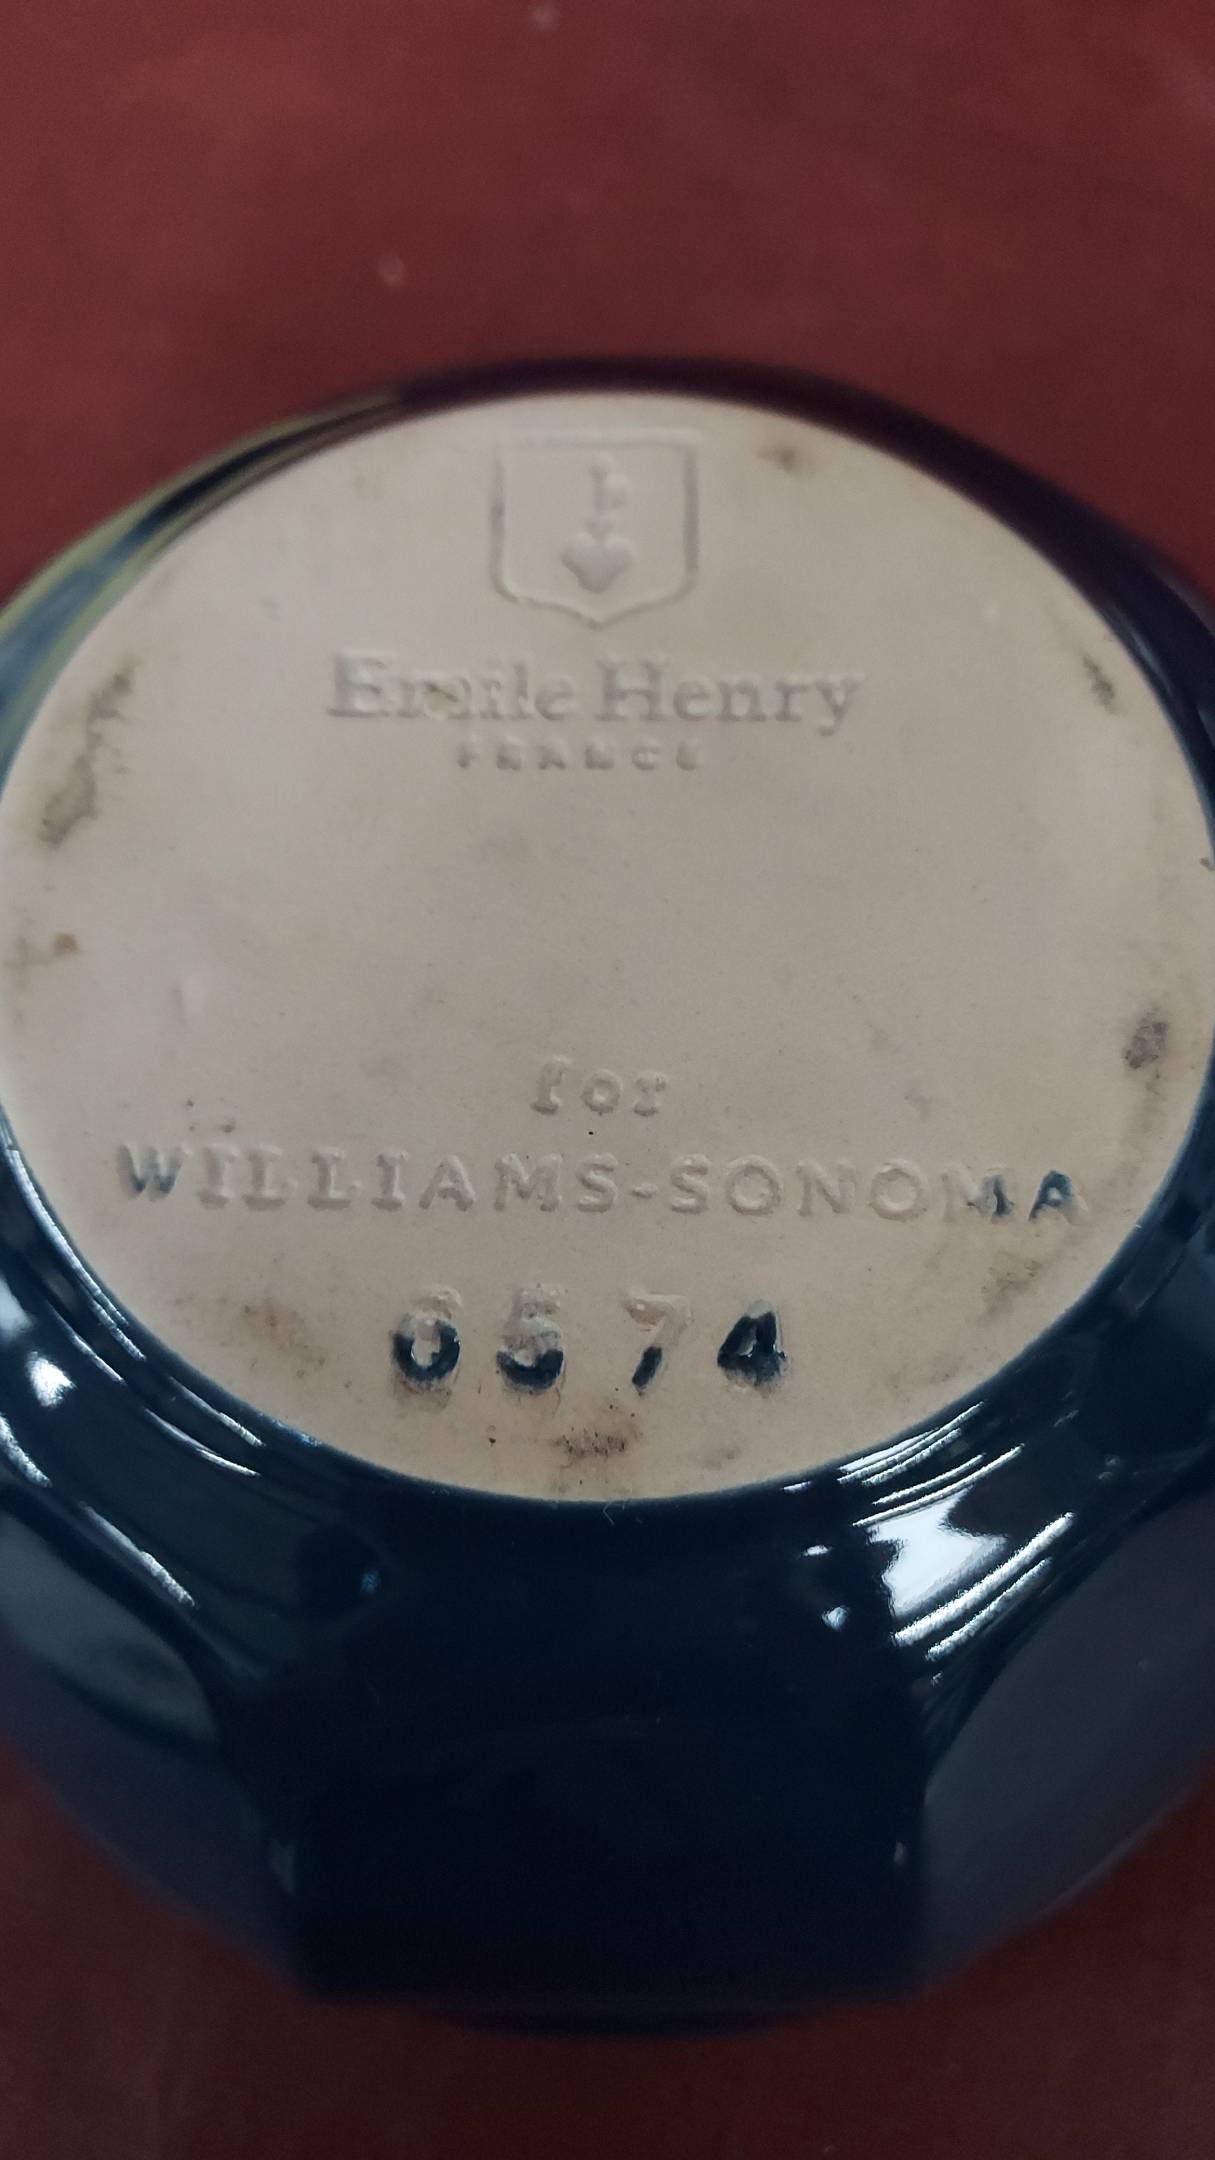 Emile Henry
FRANCE
for
WILLIAMS-SONOMA
6574